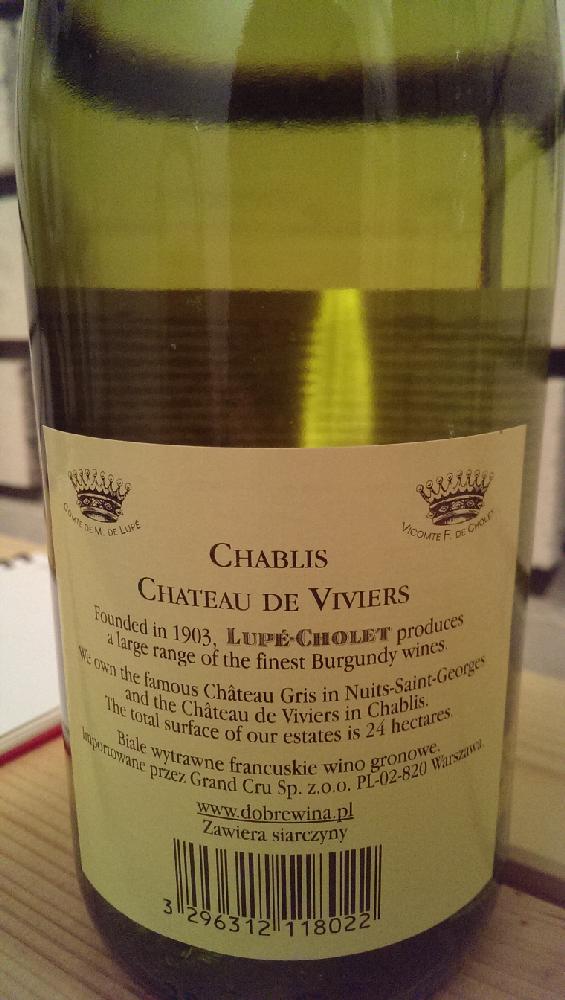 COMTE DE M. DE LUPÉ
VICOMTE F. DE CHOLET
CHABLIS
CHATEAU DE VIVIERS
Founded in 1903, LUPÉ-CHOLET produces
a large range of the finest Burgundy wines.
We own the famous Château Gris in Nuits-Saint-Georges
and the Château de Viviers in Chablis.
The total surface of our estates is 24 hectares.
Białe wytrawne francuskie wino gronowe.
Importowane przez Grand Cru Sp. z.o.o. PL-02-820 Warszawa.
www.dobrewina.pl
Zawiera siarczyny
3 296312 118022